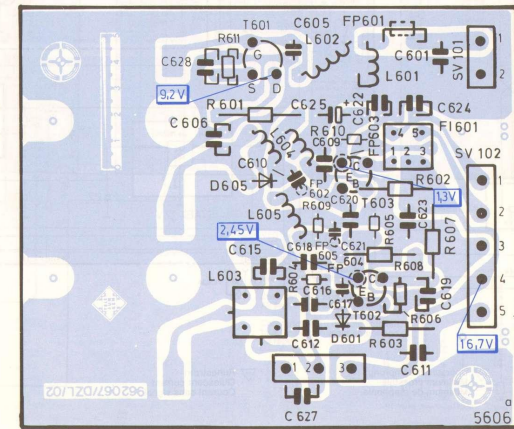 T601
C605
FP601
R611
L602
G
C628
S
D
C601
SV101
1
2
L601
9,2V
R601
C625
+
C622
C624
C606
R610
FP603
FI601
C609
4 5
1 2 3
L604
C610
G
E
B
R602
SV 102
D605
FP
602
1,3V
R609
C620
T603
C623
1
2
3
4
5
L605
R605
R607
2,45V
C618
FP
605
C621
604
C615
R608
L603
R604
FP
C616
C
E
B
C619
C617
T602
R606
C612
D601
R603
16,7V
C611
1 2 3
962067/DZL/02
C 627
a
5606